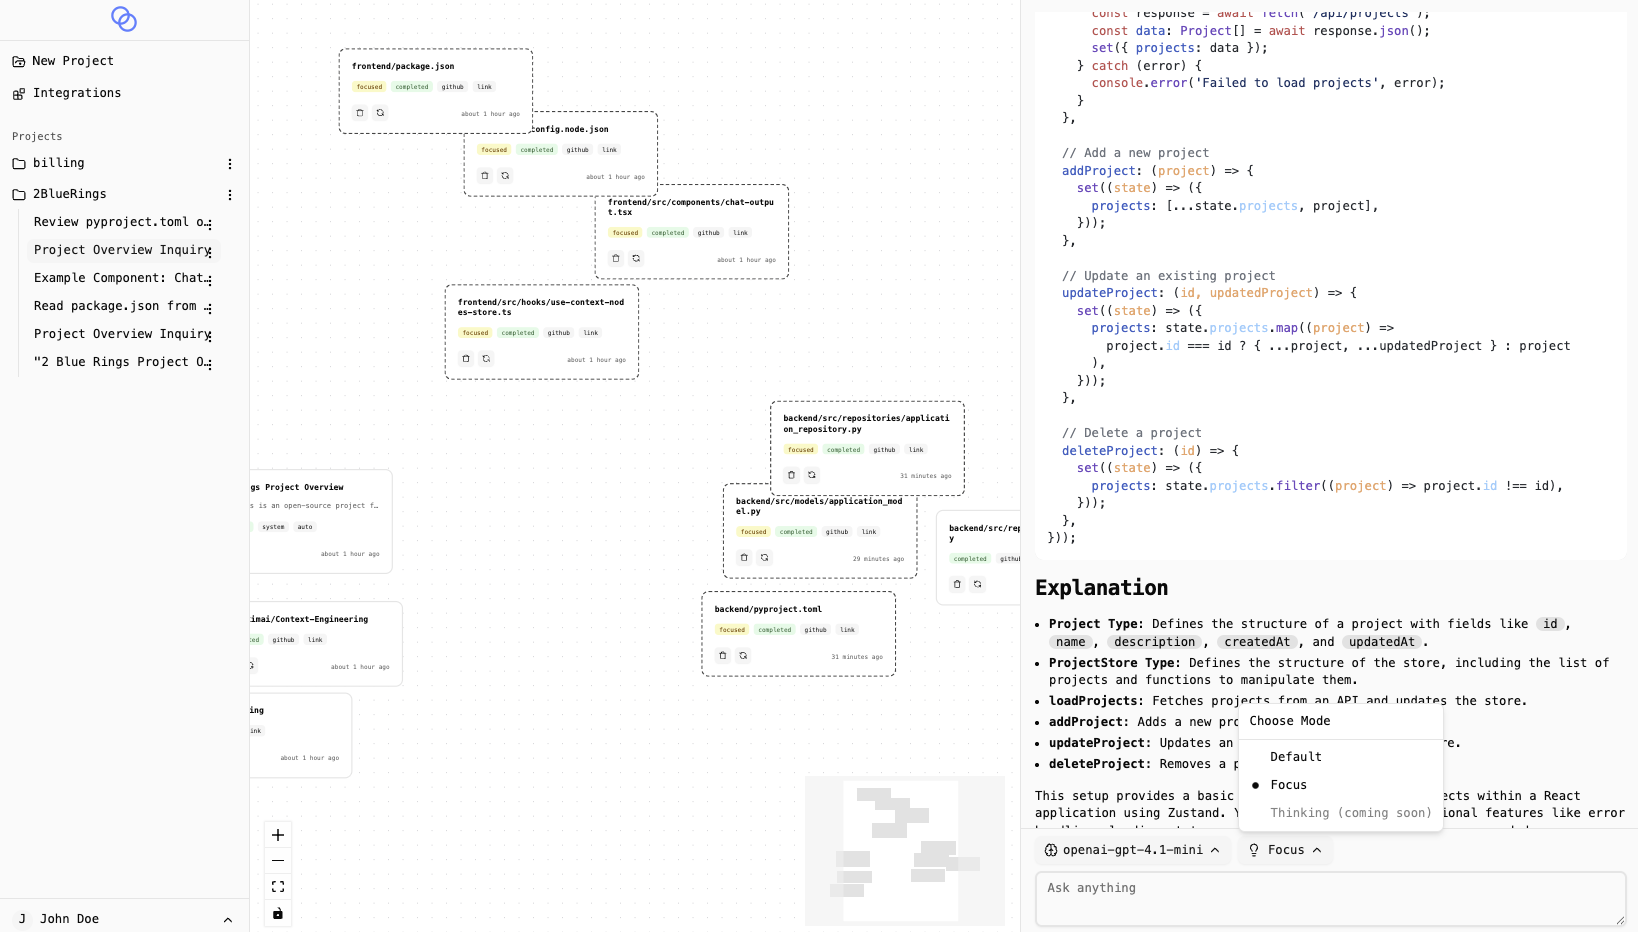 New Project
Integrations
Projects
billing
2BlueRings
Review pyproject.toml o…
Project Overview Inquiry
Example Component: Chat…
Read package.json from …
Project Overview Inquiry
"2 Blue Rings Project O…
J John Doe
frontend/package.json
focused completed github link
about 1 hour ago
config.node.json
focused completed github link
about 1 hour ago
frontend/src/components/chat-outpu
t.tsx
focused completed github link
about 1 hour ago
frontend/src/hooks/use-context-nod
es-store.ts
focused completed github link
about 1 hour ago
backend/src/repositories/applicati
on_repository.py
focused completed github link
31 minutes ago
backend/src/models/application_mod
el.py
focused completed github link
29 minutes ago
backend/src/rep
y
completed github
backend/pyproject.toml
focused completed github link
31 minutes ago
gs Project Overview
s is an open-source project f…
system auto
about 1 hour ago
imai/Context-Engineering
ted github link
about 1 hour ago
ing
ink
about 1 hour ago
const response = await fetch('/api/projects');
const data: Project[] = await response.json();
set({ projects: data });
} catch (error) {
console.error('Failed to load projects', error);
}
},
// Add a new project
addProject: (project) => {
set((state) => ({
projects: [...state.projects, project],
}));
},
// Update an existing project
updateProject: (id, updatedProject) => {
set((state) => ({
projects: state.projects.map((project) =>
project.id === id ? { ...project, ...updatedProject } : project
),
}));
},
// Delete a project
deleteProject: (id) => {
set((state) => ({
projects: state.projects.filter((project) => project.id !== id),
}));
},
}));
Explanation
• Project Type: Defines the structure of a project with fields like id,
name, description, createdAt, and updatedAt.
• ProjectStore Type: Defines the structure of the store, including the list of
projects and functions to manipulate them.
• loadProjects: Fetches projects from an API and updates the store.
• addProject: Adds a new pro
• updateProject: Updates an re.
• deleteProject: Removes a p
This setup provides a basic ects within a React
application using Zustand. Y ional features like error
Choose Mode
Default
Focus
Thinking (coming soon)
openai-gpt-4.1-mini
Focus
Ask anything